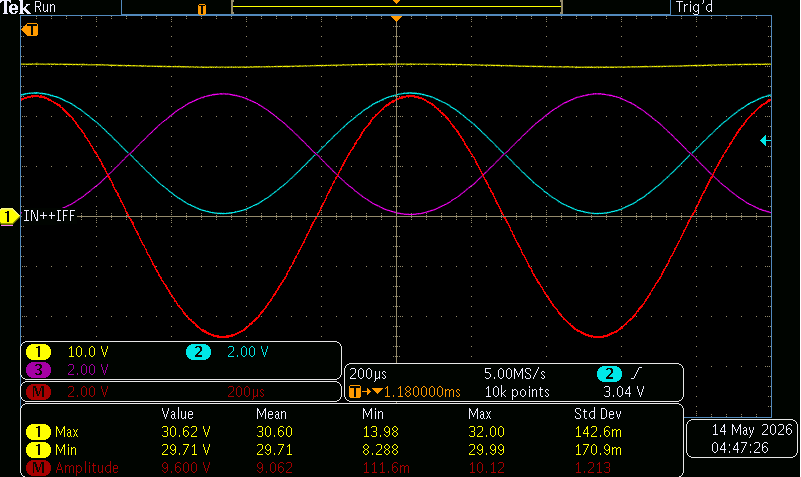 Tek Run Trig'd
T
T
1 IN++IFF
1 10.0 V 2 2.00 V
3 2.00 V
M 2.00 V 200µs
200µs 5.00MS/s 2
T→▼1.180000ms 10k points 3.04 V
Value Mean Min Max Std Dev
1 Max 30.62 V 30.60 13.98 32.00 142.6m
1 Min 29.71 V 29.71 8.288 29.99 170.9m
M Amplitude 9.600 V 9.062 111.6m 10.12 1.213
14 May 2026
04:47:26